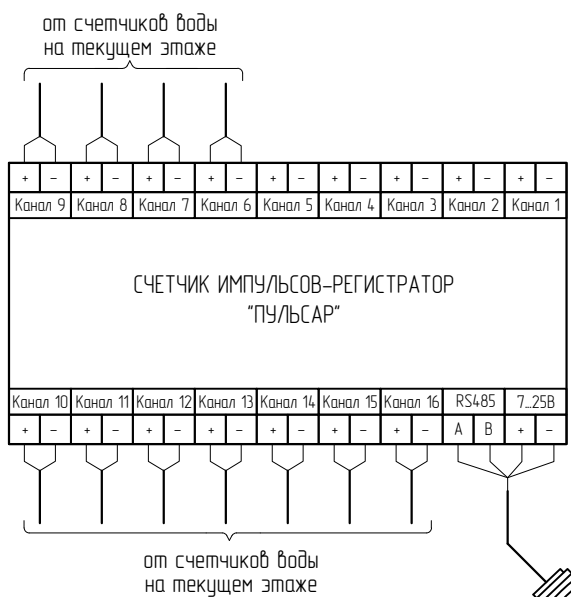 от счетчиков воды
на текущем этаже
+ − + − + − + − + − + − + − + − + −
Канал 9 Канал 8 Канал 7 Канал 6 Канал 5 Канал 4 Канал 3 Канал 2 Канал 1
СЧЕТЧИК ИМПУЛЬСОВ-РЕГИСТРАТОР
"ПУЛЬСАР"
Канал 10 Канал 11 Канал 12 Канал 13 Канал 14 Канал 15 Канал 16 RS485 7...25В
+ − + − + − + − + − + − + − A B + −
от счетчиков воды
на текущем этаже